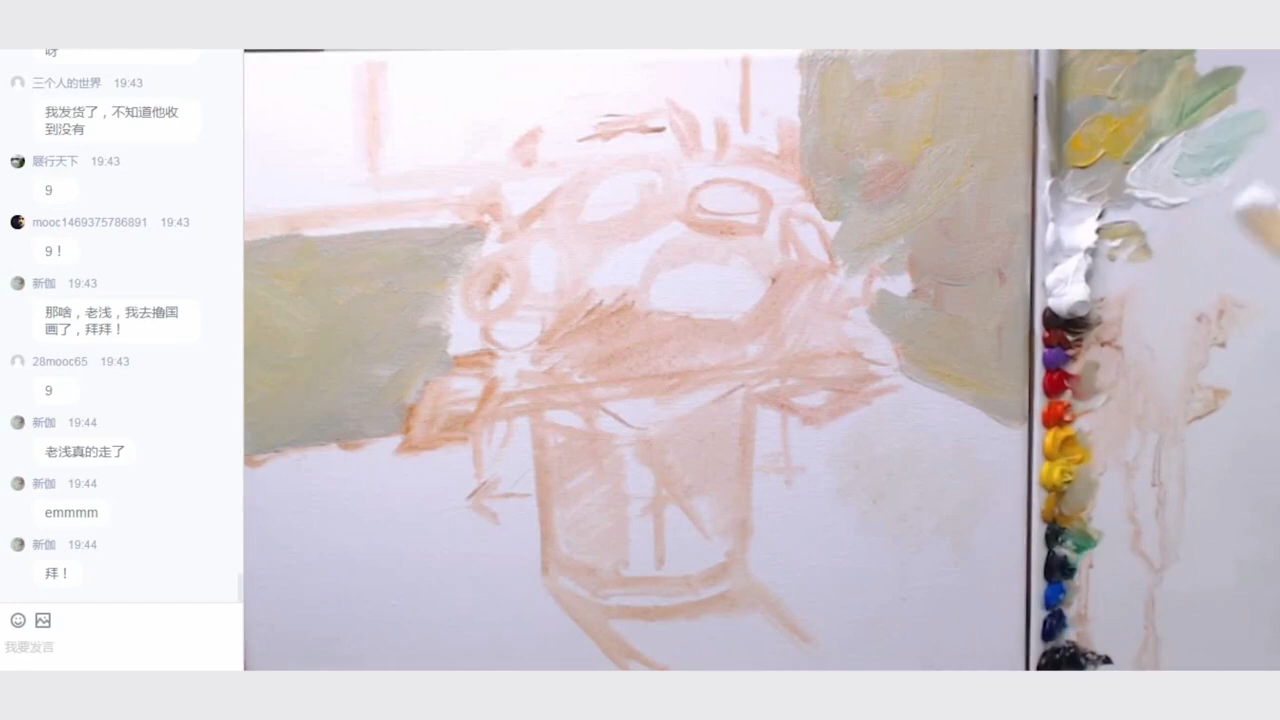 呀
三个人的世界 19:43
我发货了，不知道他收
到没有
履行天下 19:43
9
mooc1469375786891 19:43
9！
新伽 19:43
那啥，老浅，我去撸国
画了，拜拜！
28mooc65 19:43
9
新伽 19:44
老浅真的走了
新伽 19:44
emmmm
新伽 19:44
拜！
我要发言